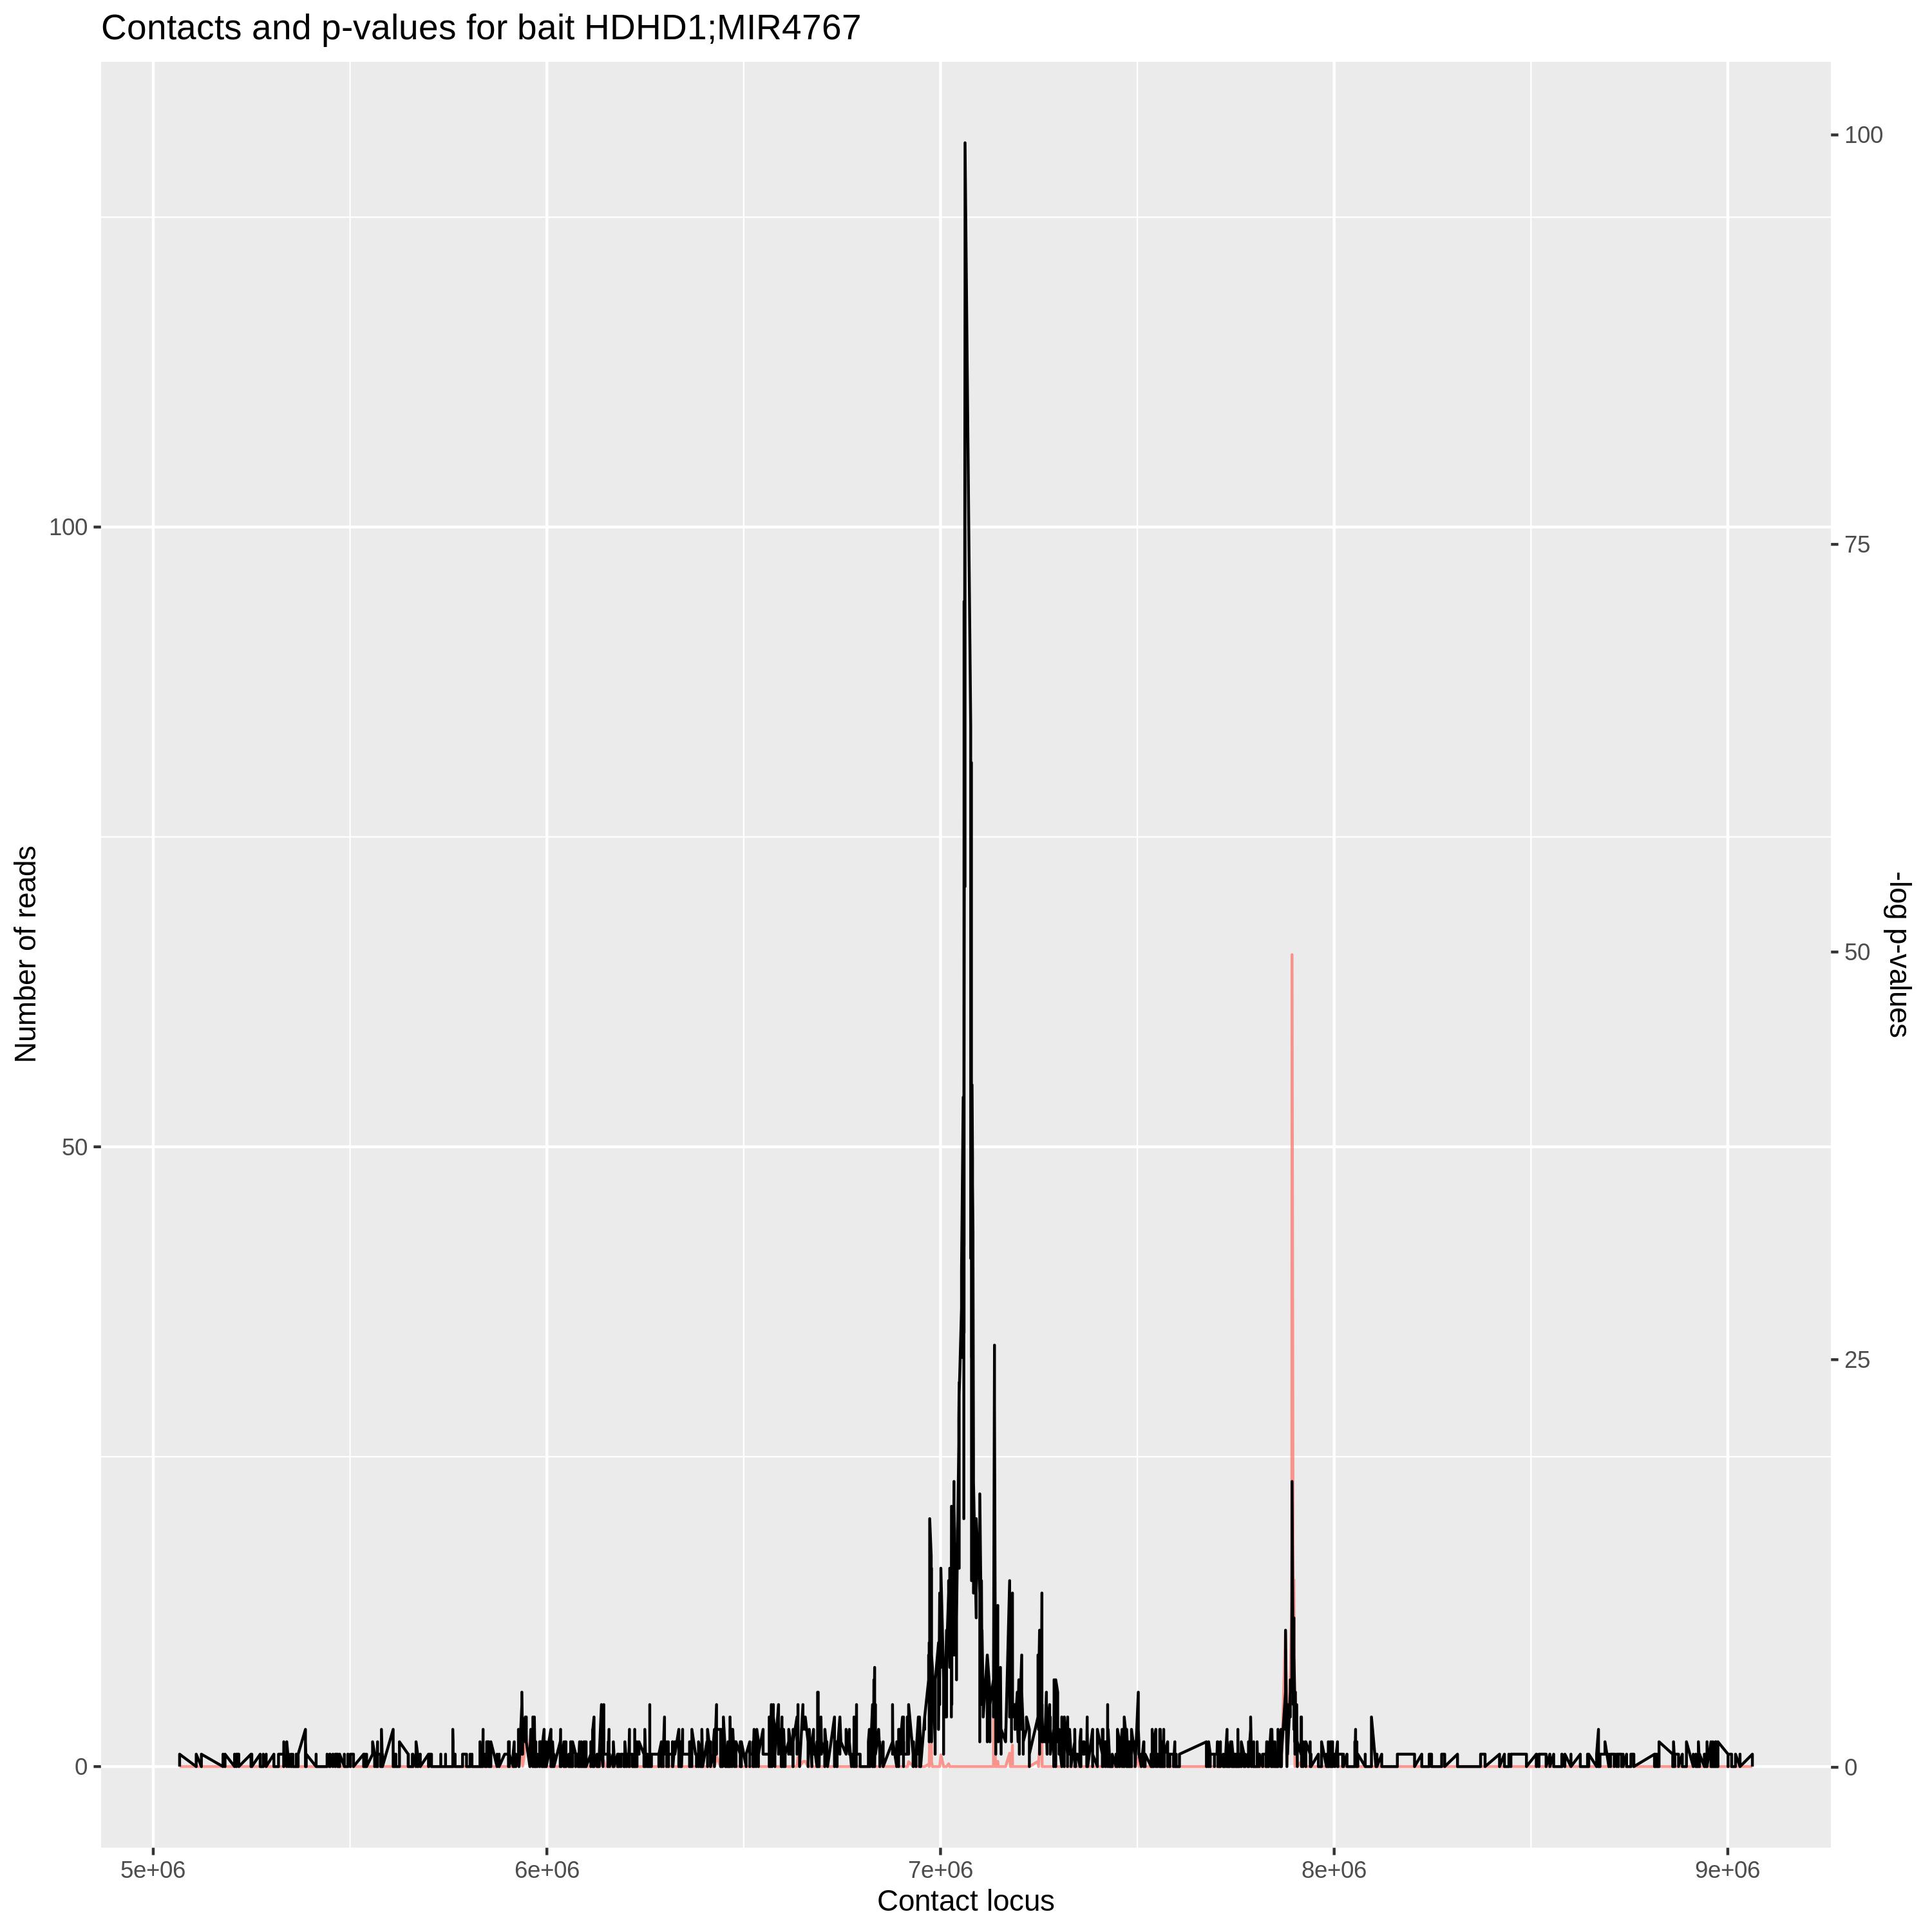 Contacts and p-values for bait HDHD1;MIR4767
100
50
0
Number of reads
100
75
50
25
0
-log p-values
5e+06 6e+06 7e+06 8e+06 9e+06
Contact locus